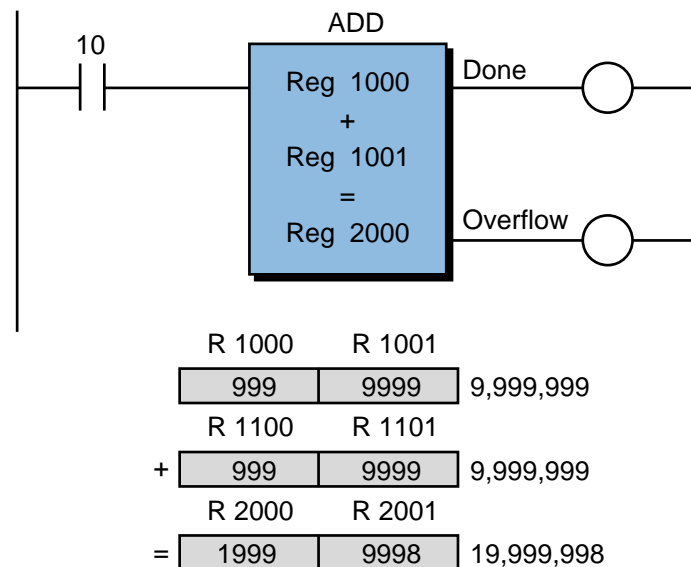 ADD
10
Reg 1000
Done
+
Reg 1001
=
Reg 2000
Overflow
R 1000 R 1001
999 9999 9,999,999
R 1100 R 1101
+ 999 9999 9,999,999
R 2000 R 2001
= 1999 9998 19,999,998